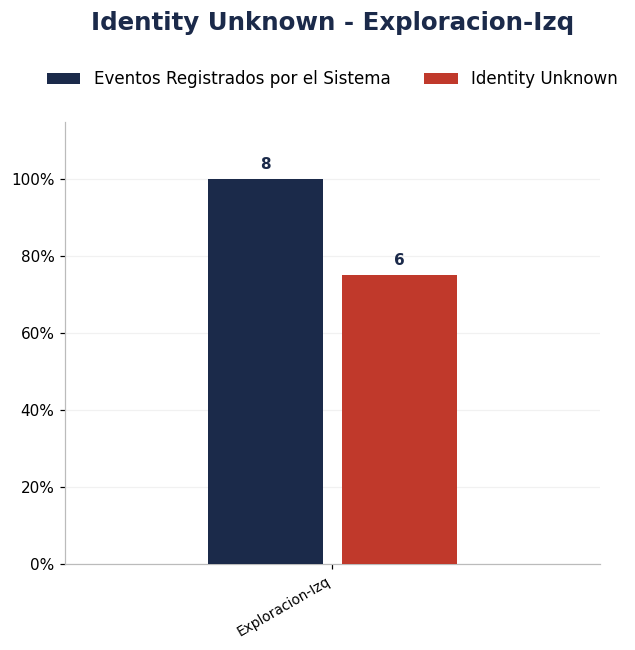 Identity Unknown - Exploracion-Izq
Eventos Registrados por el Sistema
Identity Unknown
8
6
100%
80%
60%
40%
20%
0%
Exploracion-Izq